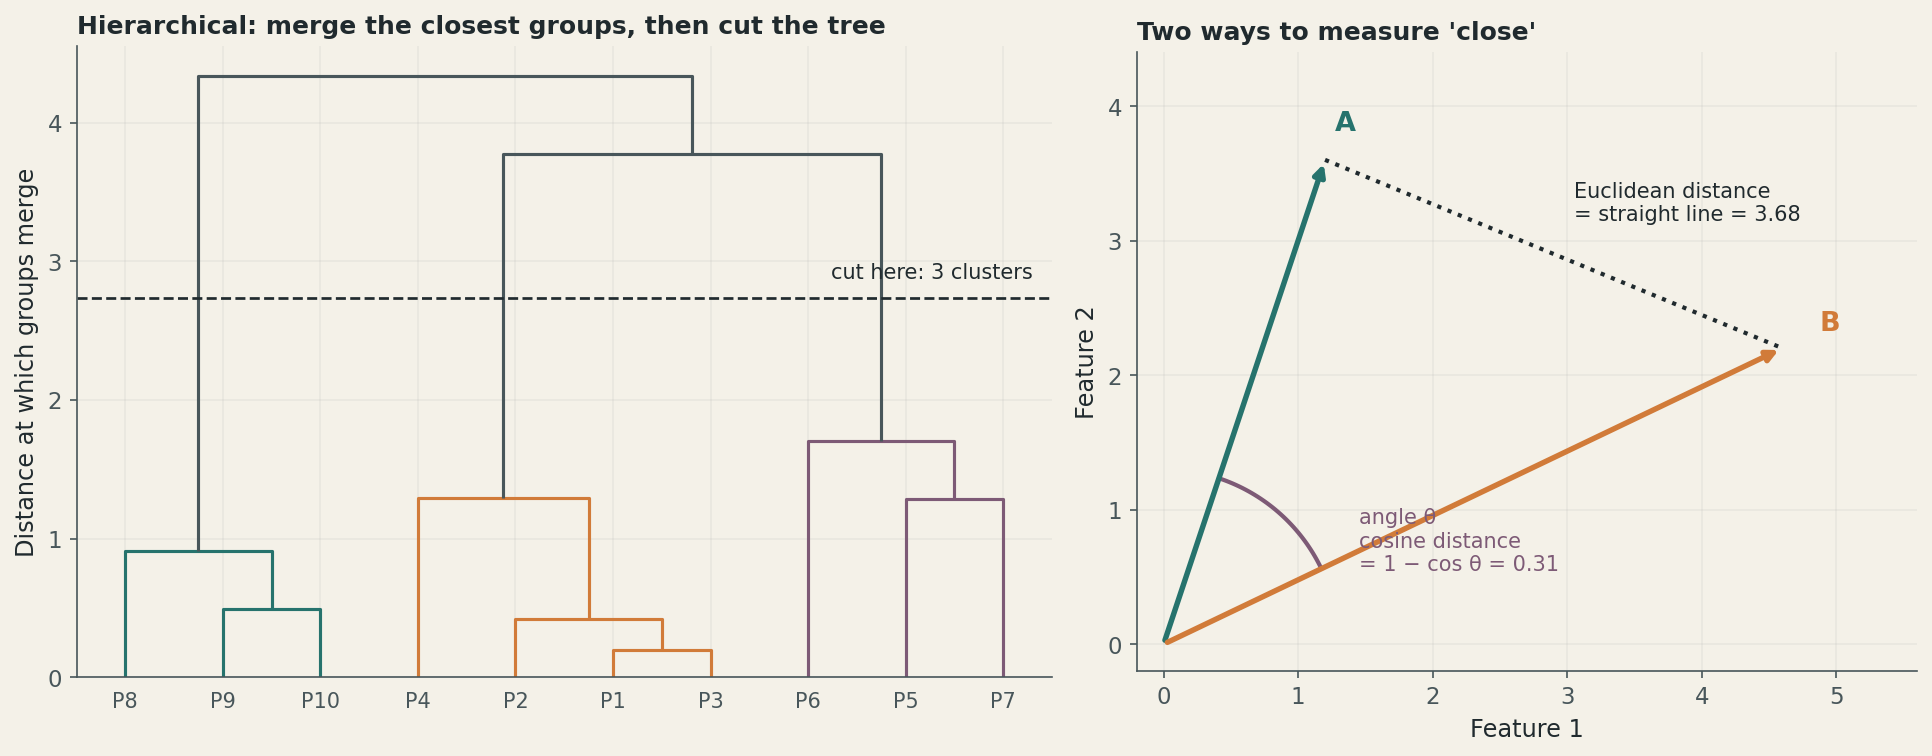 Hierarchical: merge the closest groups, then cut the tree
Distance at which groups merge
4
3
2
1
0
cut here: 3 clusters
P8 P9 P10 P4 P2 P1 P3 P6 P5 P7
Two ways to measure 'close'
Feature 2
4
3
2
1
0
A
Euclidean distance
= straight line = 3.68
B
angle θ
cosine distance
= 1 − cos θ = 0.31
0 1 2 3 4 5
Feature 1